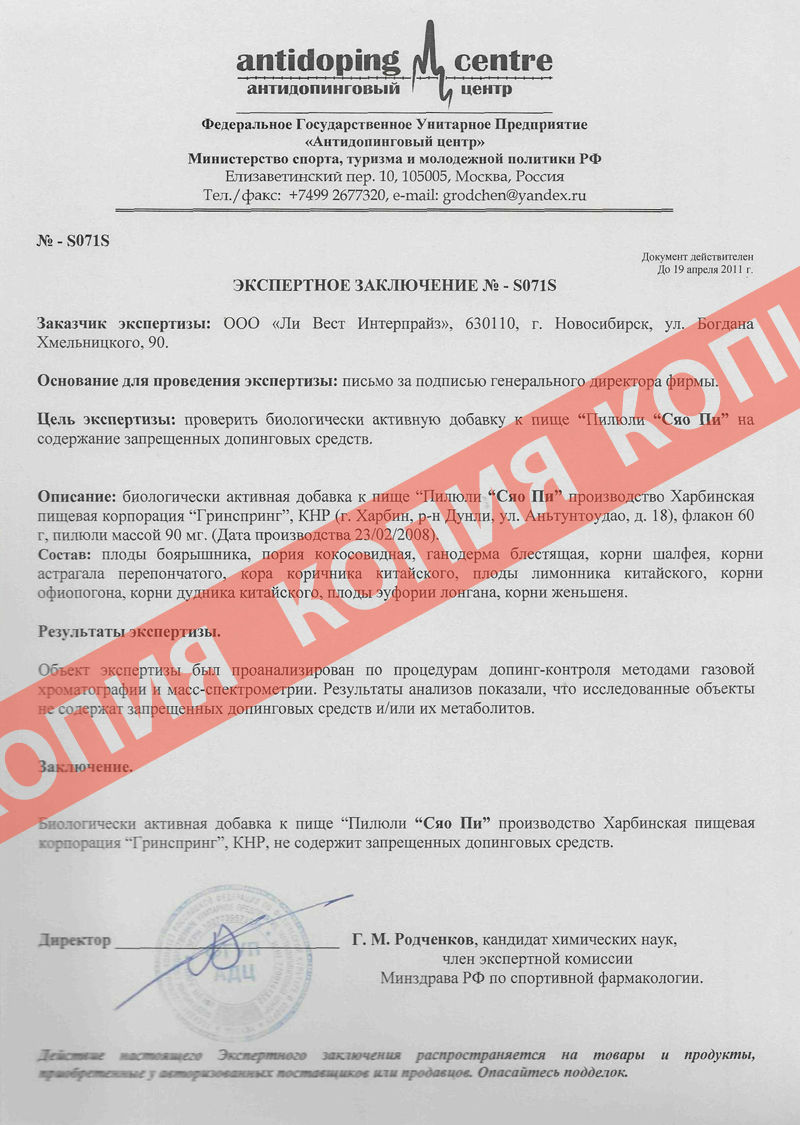 antidoping centre
антидопинговый центр
Федеральное Государственное Унитарное Предприятие
«Антидопинговый центр»
Министерство спорта, туризма и молодежной политики РФ
Елизаветинский пер. 10, 105005, Москва, Россия
Тел./факс: +7499 2677320, e-mail: grodchen@yandex.ru
№ - S071S
Документ действителен
До 19 апреля 2011 г.
ЭКСПЕРТНОЕ ЗАКЛЮЧЕНИЕ № - S071S
Заказчик экспертизы: ООО «Ли Вест Интерпрайз», 630110, г. Новосибирск, ул. Богдана
Хмельницкого, 90.
Основание для проведения экспертизы: письмо за подписью генерального директора фирмы.
Цель экспертизы: проверить биологически активную добавку к пище “Пилюли “Сяо Пи” на
содержание запрещенных допинговых средств.
Описание: биологически активная добавка к пище “Пилюли “Сяо Пи” производство Харбинская
пищевая корпорация “Гринспринг”, КНР (г. Харбин, р-н Дунли, ул. Аньтунтоудао, д. 18), флакон 60
г, пилюли массой 90 мг. (Дата производства 23/02/2008).
Состав: плоды боярышника, пория кокосовидная, ганодерма блестящая, корни шалфея, корни
астрагала перепончатого, кора коричника китайского, плоды лимонника китайского, корни
офиопогона, корни дудника китайского, плоды эуфории лонгана, корни женьшеня.
Результаты экспертизы.
Объект экспертизы был проанализирован по процедурам допинг-контроля методами газовой
хроматографии и масс-спектрометрии. Результаты анализов показали, что исследованные объекты
не содержат запрещенных допинговых средств и/или их метаболитов.
Заключение.
Биологически активная добавка к пище “Пилюли “Сяо Пи” производство Харбинская пищевая
корпорация “Гринспринг”, КНР, не содержит запрещенных допинговых средств.
Директор Г. М. Родченков, кандидат химических наук,
член экспертной комиссии
Минздрава РФ по спортивной фармакологии.
ФГУП
АДЦ
Действие настоящего Экспертного заключения распространяется на товары и продукты,
приобретенные у авторизованных поставщиков или продавцов. Опасайтесь подделок.
КОПИЯ КОПИЯ КОПИЯ